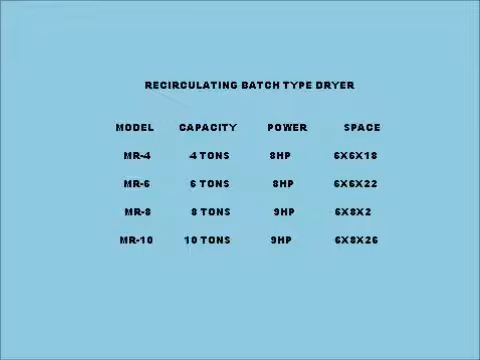 RECIRCULATING BATCH TYPE DRYER
MODEL CAPACITY POWER SPACE
MR-4 4 TONS 8HP 6X6X18
MR-6 6 TONS 8HP 6X6X22
MR-8 8 TONS 9HP 6X8X2
MR-10 10 TONS 9HP 6X8X26